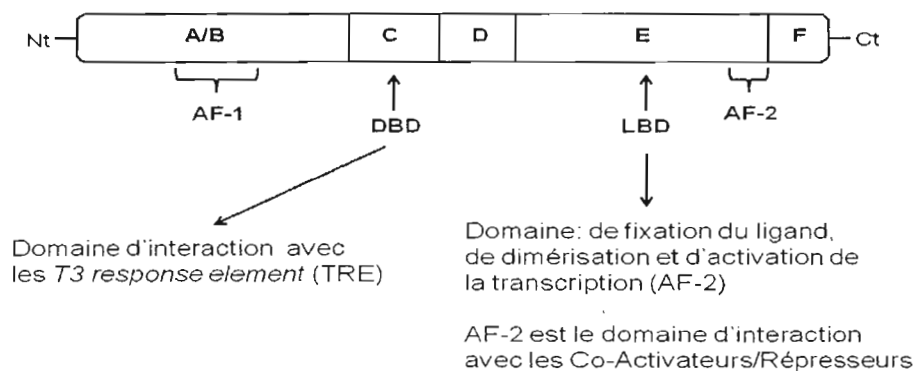 Nt A/B C D E F Ct
AF-1 DBD LBD AF-2
Domaine d'interaction avec
les T3 response element (TRE)
Domaine: de fixation du ligand,
de dimérisation et d'activation de
la transcription (AF-2)
AF-2 est le domaine d'interaction
avec les Co-Activateurs/Répresseurs